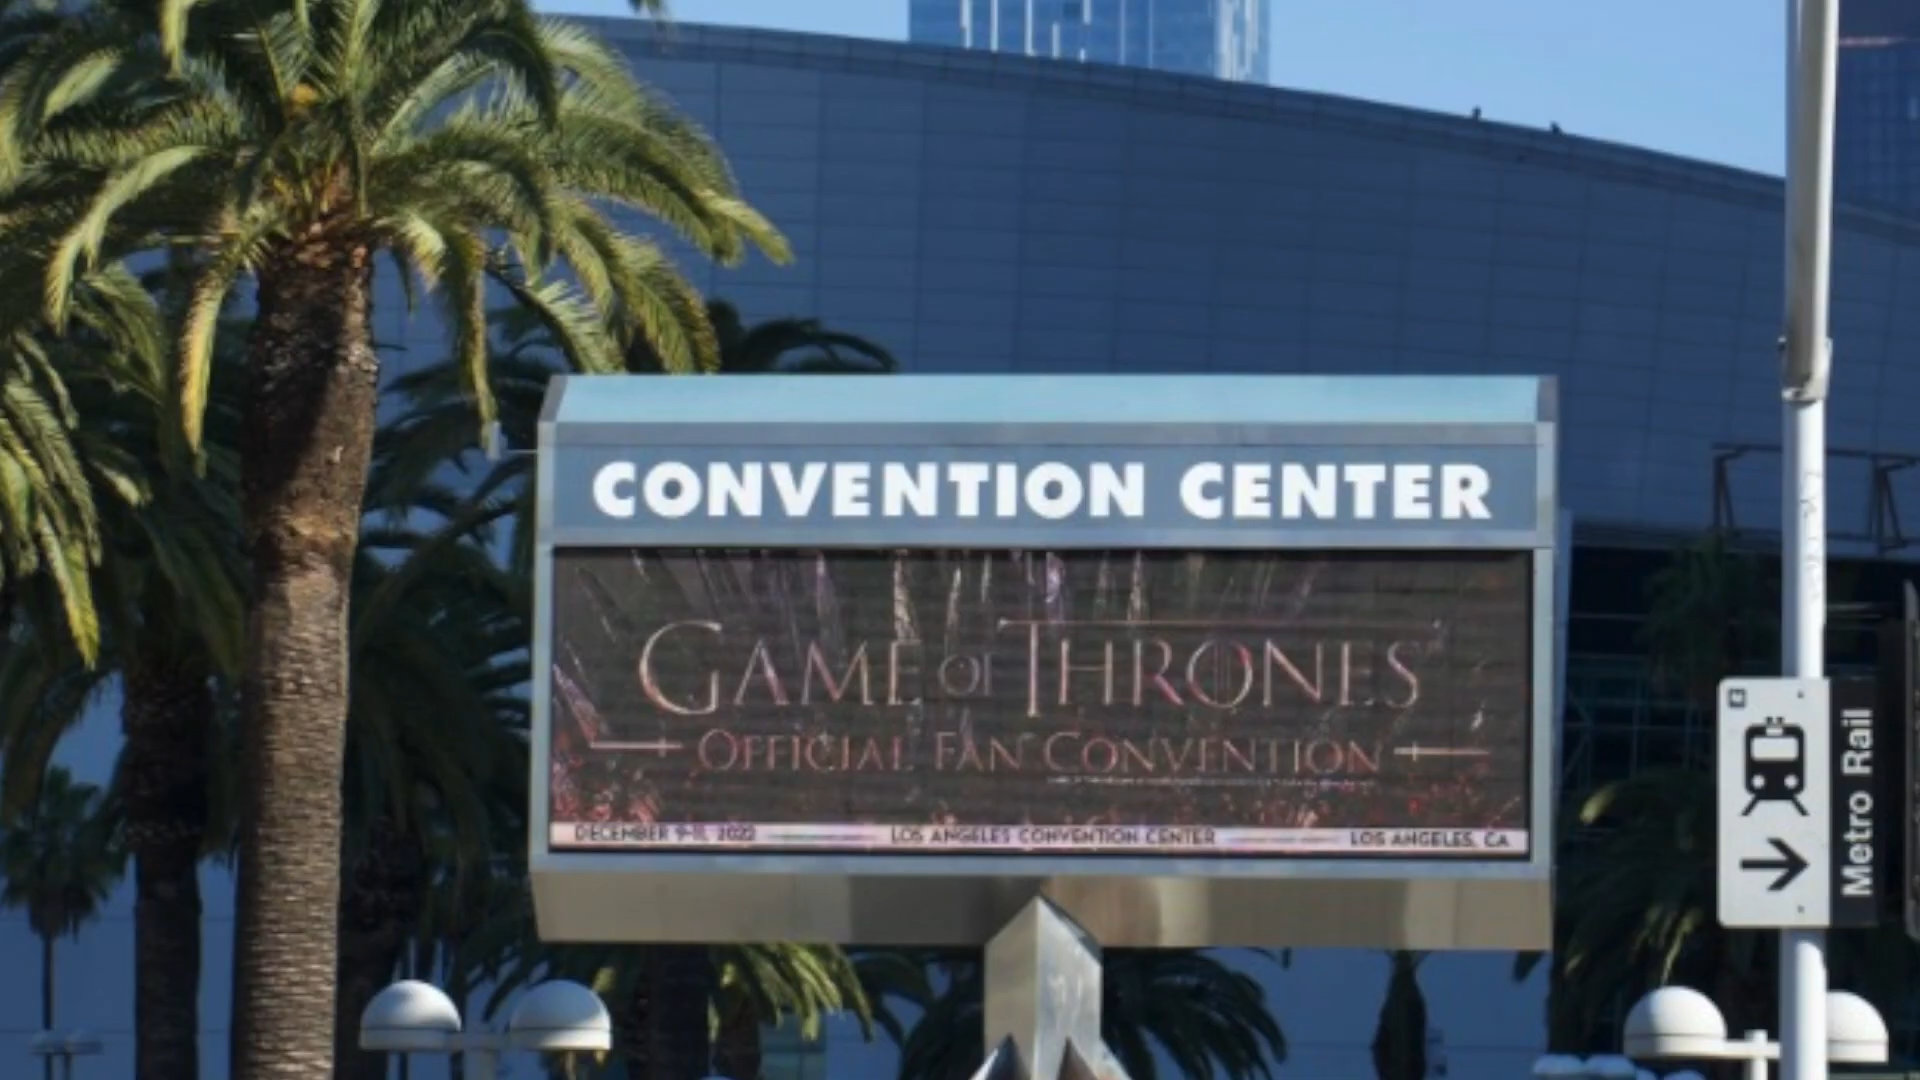 CONVENTION CENTER
GAME OF THRONES
OFFICIAL FAN CONVENTION
DECEMBER 9-11, 2022 LOS ANGELES CONVENTION CENTER LOS ANGELES, CA
M
Metro Rail